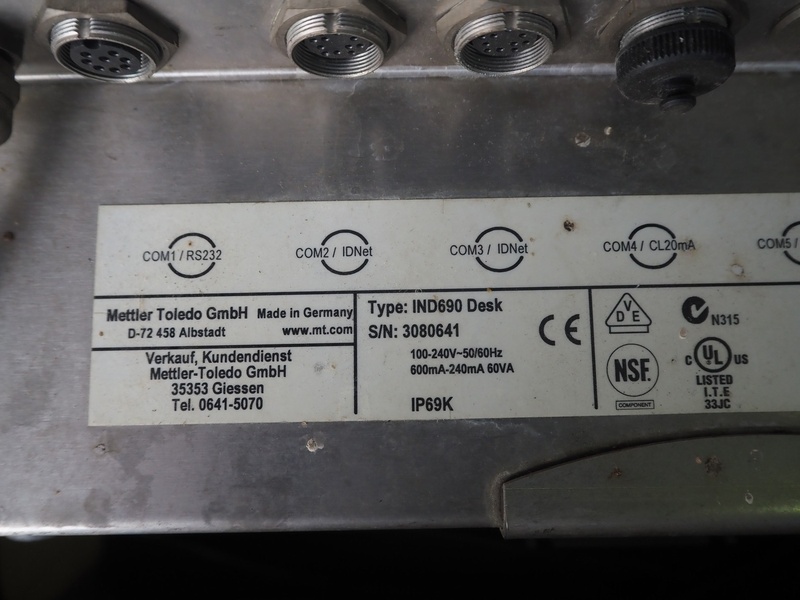 COM1 / RS232
COM2 / IDNet
COM3 / IDNet
COM4 / CL20mA
COM5 /
Mettler Toledo GmbH Made in Germany
D-72 458 Albstadt www.mt.com
Verkauf, Kundendienst
Mettler-Toledo GmbH
35353 Giessen
Tel. 0641-5070
Type: IND690 Desk
S/N: 3080641
100-240V~50/60Hz
600mA-240mA 60VA
IP69K
CE
V
D E
N315
NSF.
COMPONENT
C UL US
LISTED
I.T.E
33JC